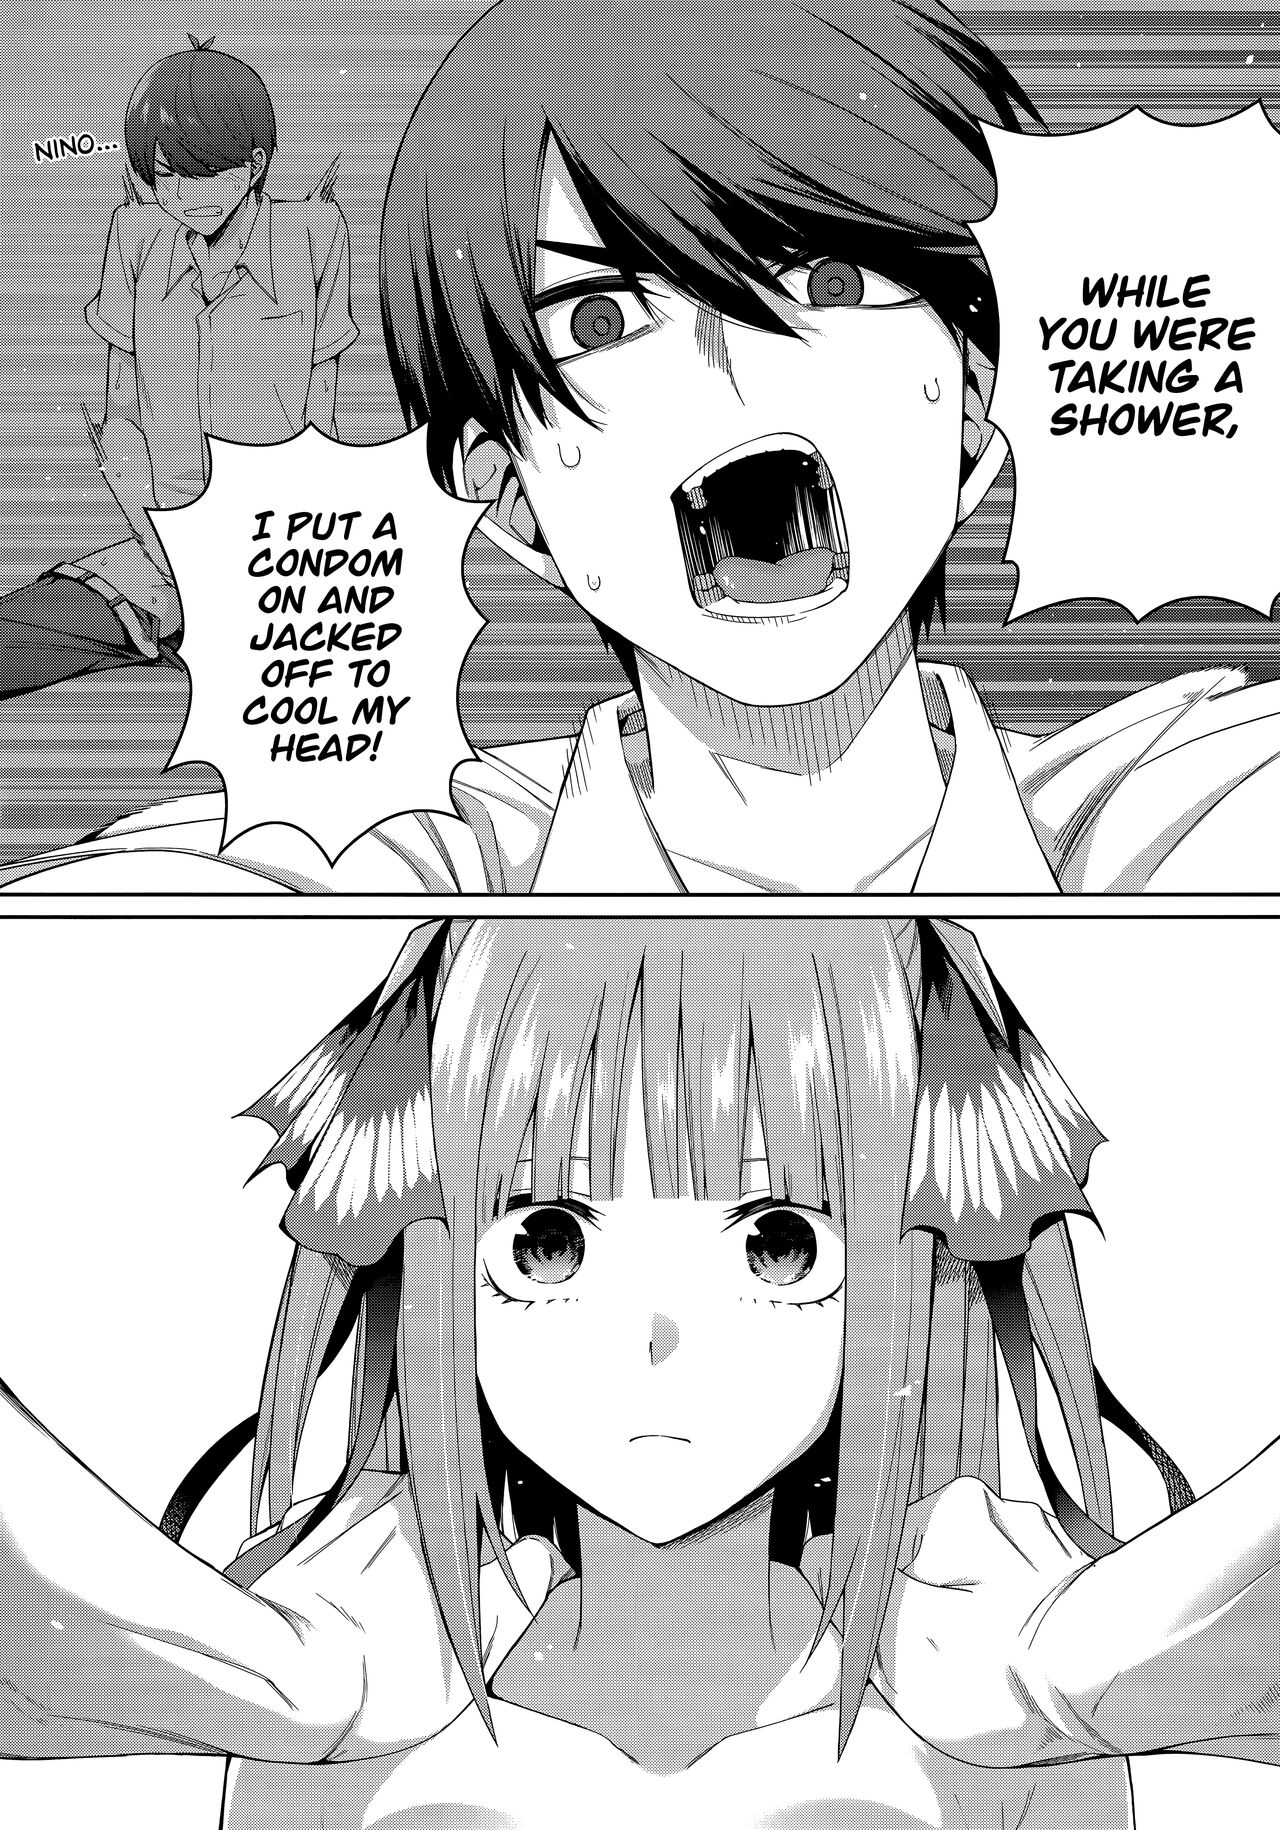 WHILE
YOU WERE
TAKING A
SHOWER,
NINO...
I PUT A
CONDOM
ON AND
JACKED
OFF TO
COOL MY
HEAD!